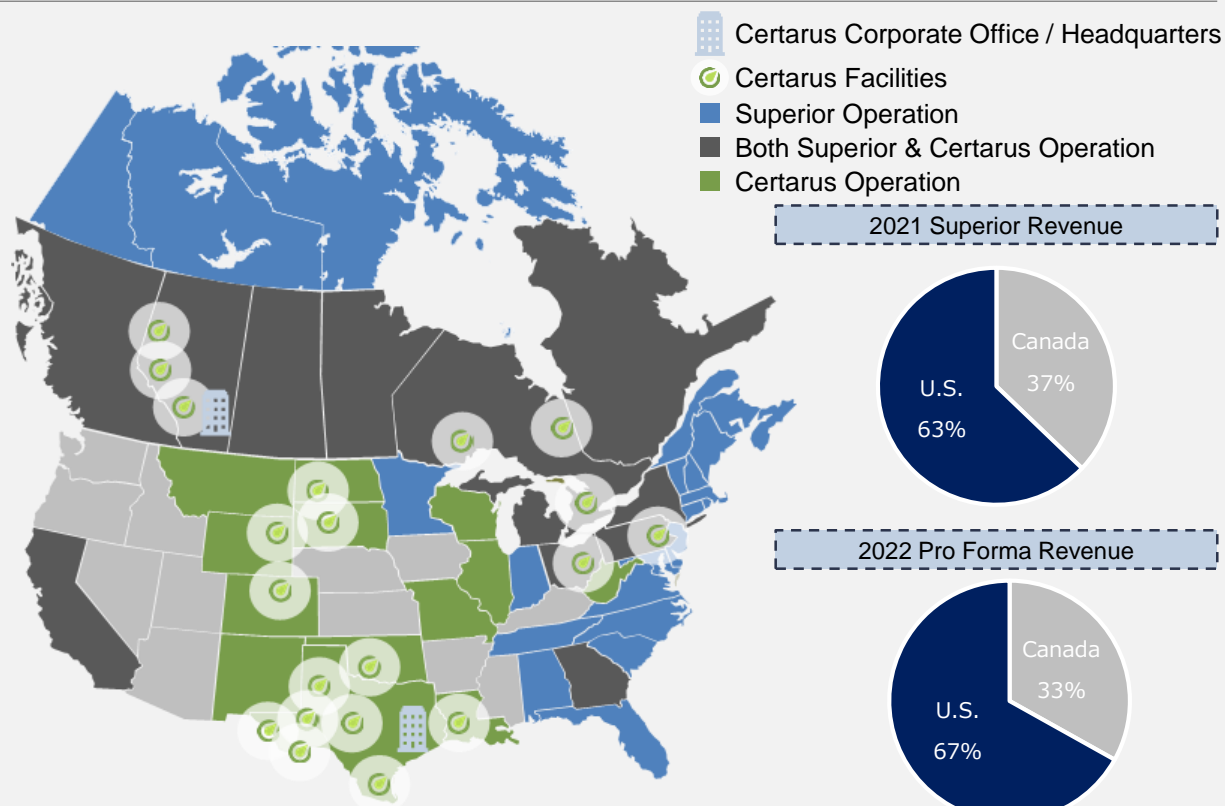 Certarus Corporate Office / Headquarters
Certarus Facilities
Superior Operation
Both Superior & Certarus Operation
Certarus Operation
2021 Superior Revenue
Canada
37%
U.S.
63%
2022 Pro Forma Revenue
Canada
33%
U.S.
67%